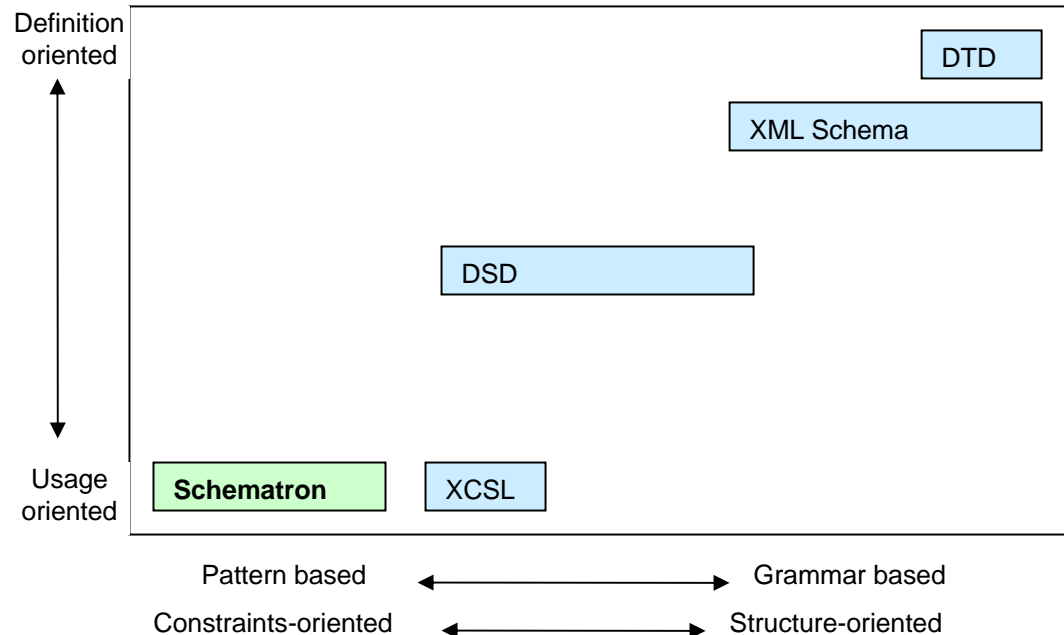 Definition
oriented
DTD
XML Schema
DSD
Usage
oriented
Schematron
XCSL
Pattern based
Grammar based
Constraints-oriented
Structure-oriented